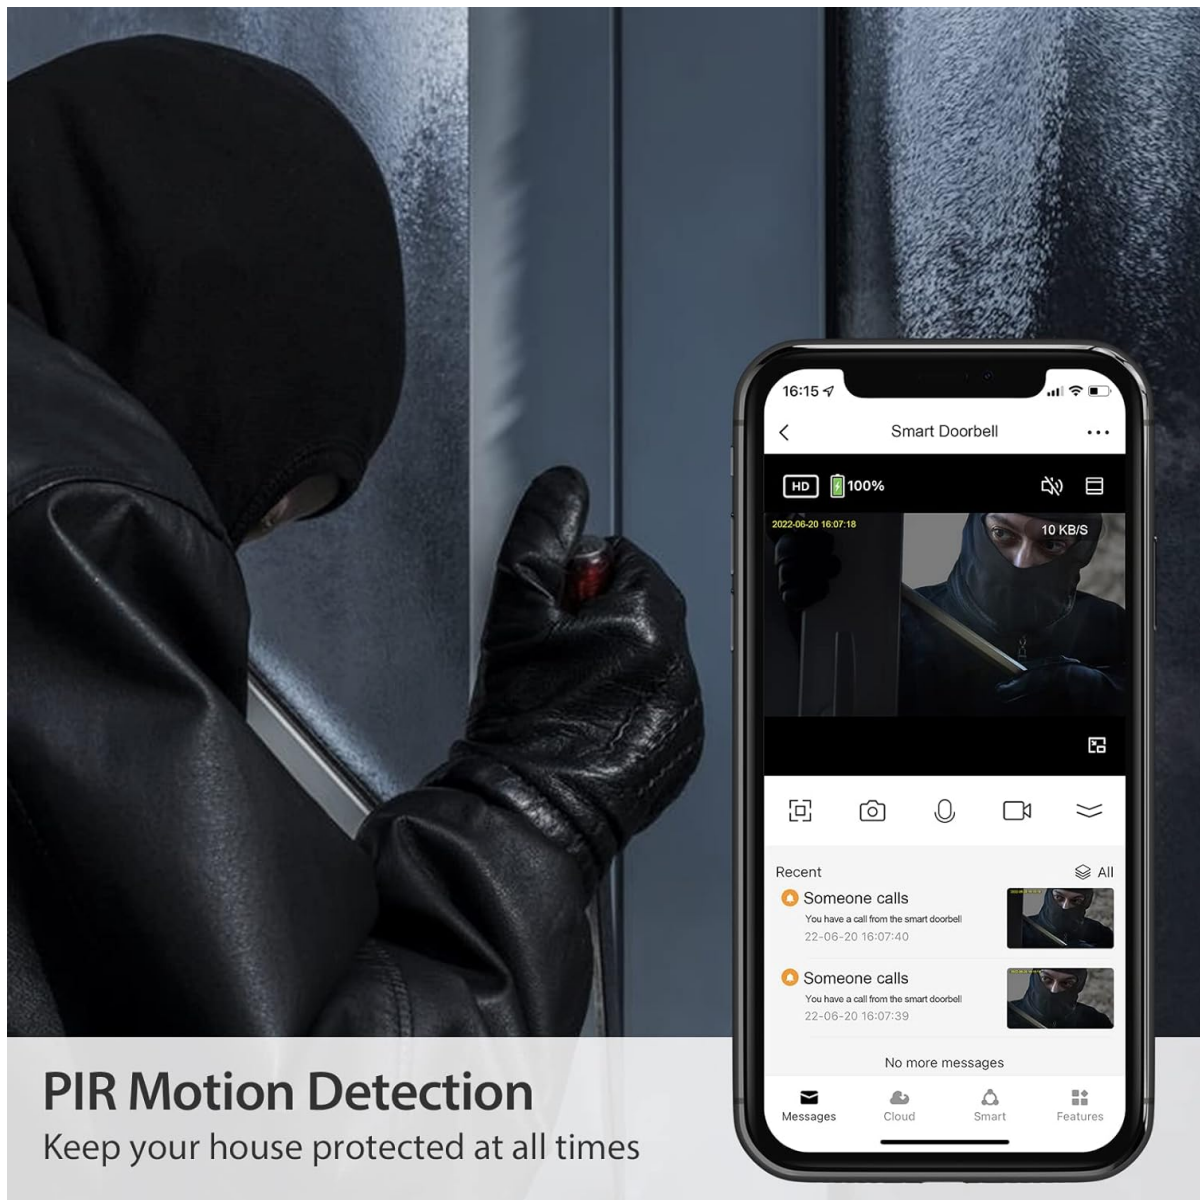 16:15
Smart Doorbell
HD 100%
2022-06-20 16:07:18
10 KB/S
Recent
All
Someone calls
You have a call from the smart doorbell
22-06-20 16:07:40
Someone calls
You have a call from the smart doorbell
22-06-20 16:07:39
No more messages
Messages Cloud Smart Features
PIR Motion Detection
Keep your house protected at all times